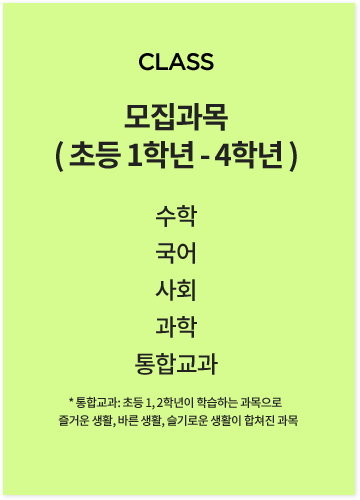 CLASS
모집과목
( 초등 1학년 - 4학년 )
수학
국어
사회
과학
통합교과
* 통합교과: 초등 1, 2학년이 학습하는 과목으로
즐거운 생활, 바른 생활, 슬기로운 생활이 합쳐진 과목